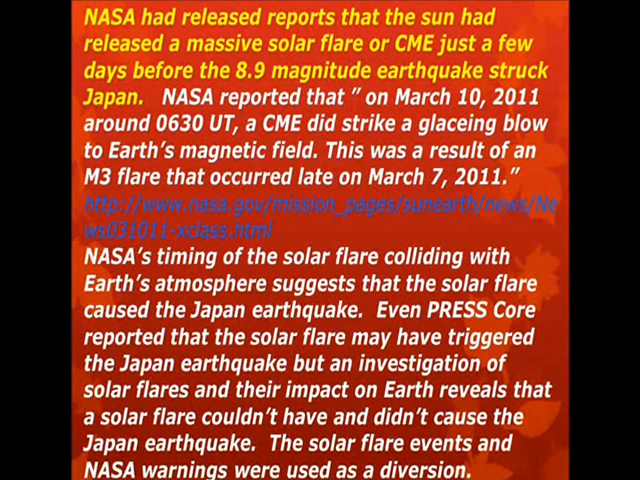 NASA had released reports that the sun had
released a massive solar flare or CME just a few
days before the 8.9 magnitude earthquake struck
Japan.   NASA reported that ” on March 10, 2011
around 0630 UT, a CME did strike a glaceing blow
to Earth’s magnetic field. This was a result of an
M3 flare that occurred late on March 7, 2011.”
http://www.nasa.gov/mission_pages/sunearth/news/Ne
ws031011-xclass.html
NASA’s timing of the solar flare colliding with
Earth’s atmosphere suggests that the solar flare
caused the Japan earthquake.  Even PRESS Core
reported that the solar flare may have triggered
the Japan earthquake but an investigation of
solar flares and their impact on Earth reveals that
a solar flare couldn’t have and didn’t cause the
Japan earthquake.  The solar flare events and
NASA warnings were used as a diversion.